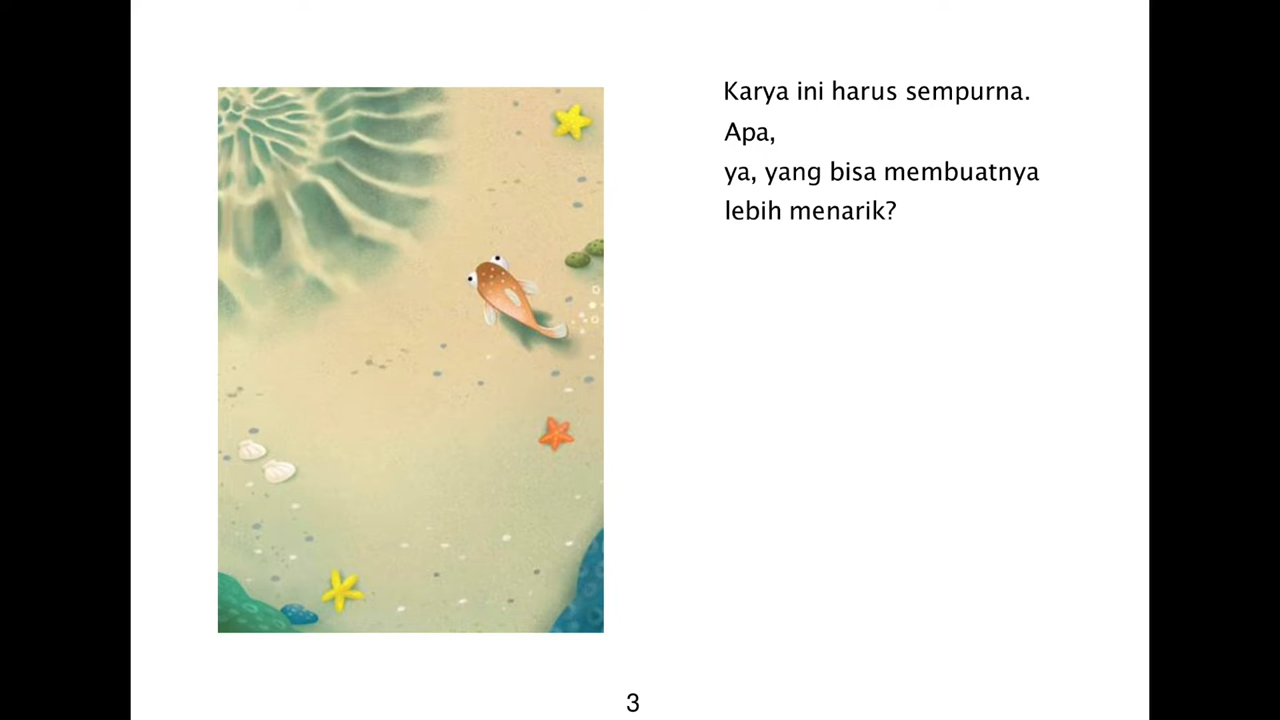 Karya ini harus sempurna.
Apa,
ya, yang bisa membuatnya
lebih menarik?
3